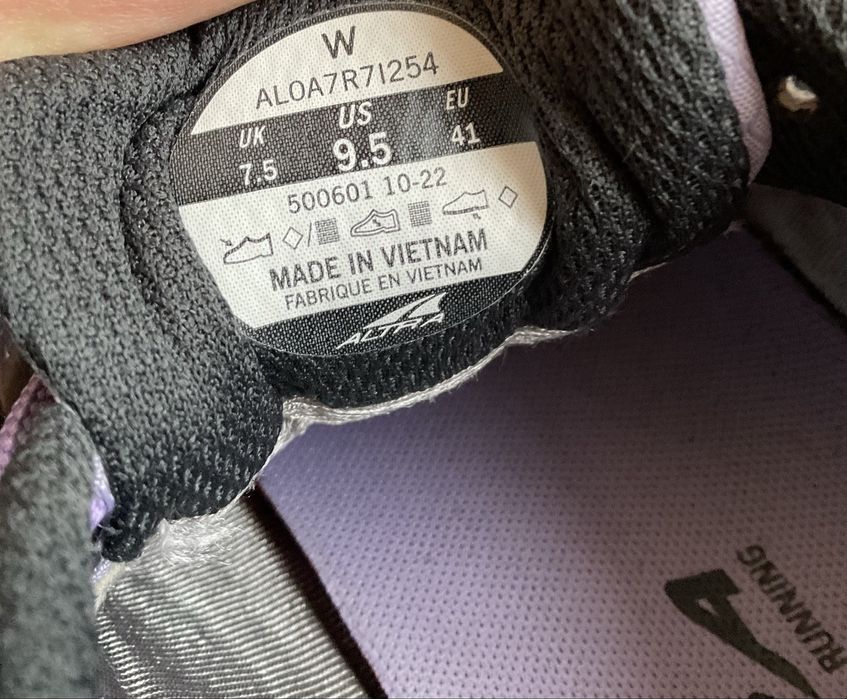 W
AL0A7R7I254
UK US EU
7.5 9.5 41
500601 10-22
MADE IN VIETNAM
FABRIQUE EN VIETNAM
ALTRA
RUNNING